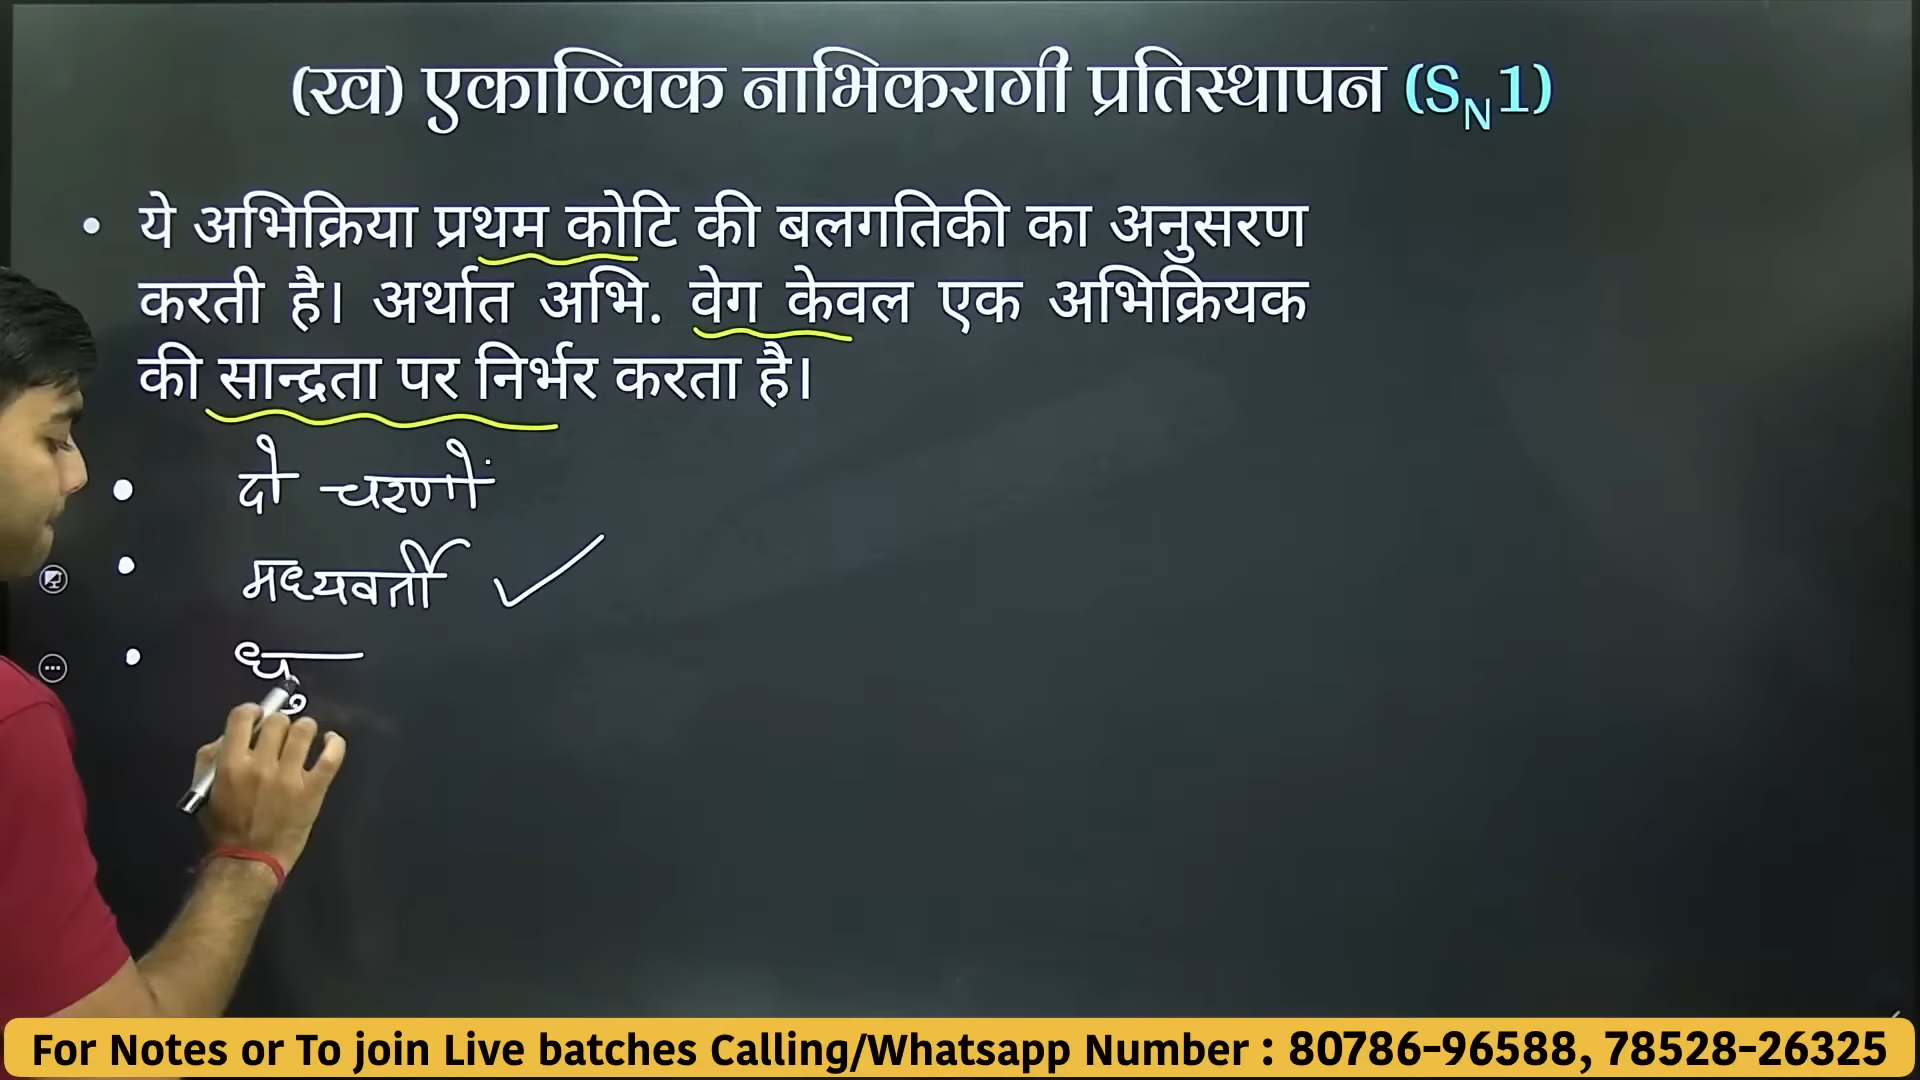 (ख) एकाण्विक नाभिकरागी प्रतिस्थापन (SN1)
• ये अभिक्रिया प्रथम कोटि की बलगतिकी का अनुसरण
करती है। अर्थात अभि. वेग केवल एक अभिक्रियक
की सान्द्रता पर निर्भर करता है।
• दो चरणों
• मध्यवर्ती ✓
• धु
For Notes or To join Live batches Calling/Whatsapp Number : 80786-96588, 78528-26325